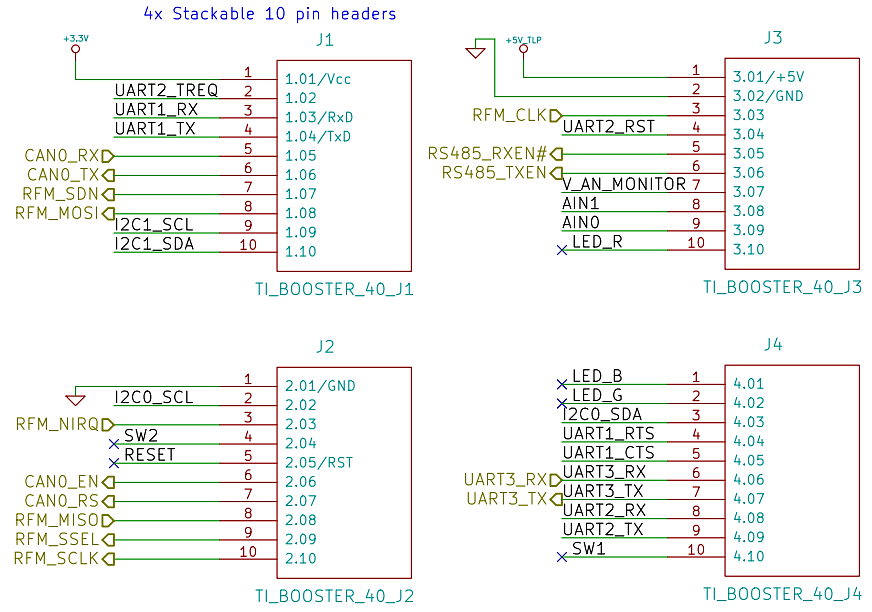 4x Stackable 10 pin headers
J1
+3.3V
1 1.01/Vcc
UART2_TREQ 2 1.02
UART1_RX 3 1.03/RxD
UART1_TX 4 1.04/TxD
CAN0_RX 5 1.05
CAN0_TX 6 1.06
RFM_SDN 7 1.07
RFM_MOSI 8 1.08
I2C1_SCL 9 1.09
I2C1_SDA 10 1.10
TI_BOOSTER_40_J1
J3
+5V_TLP
1 3.01/+5V
2 3.02/GND
RFM_CLK 3 3.03
UART2_RST 4 3.04
RS485_RXEN# 5 3.05
RS485_TXEN 6 3.06
V_AN_MONITOR 7 3.07
AIN1 8 3.08
AIN0 9 3.09
LED_R 10 3.10
TI_BOOSTER_40_J3
J2
1 2.01/GND
I2C0_SCL 2 2.02
RFM_NIRQ 3 2.03
SW2 4 2.04
RESET 5 2.05/RST
CAN0_EN 6 2.06
CAN0_RS 7 2.07
RFM_MISO 8 2.08
RFM_SSEL 9 2.09
RFM_SCLK 10 2.10
TI_BOOSTER_40_J2
J4
LED_B 1 4.01
LED_G 2 4.02
I2C0_SDA 3 4.03
UART1_RTS 4 4.04
UART1_CTS 5 4.05
UART3_RX UART3_RX 6 4.06
UART3_TX UART3_TX 7 4.07
UART2_RX 8 4.08
UART2_TX 9 4.09
SW1 10 4.10
TI_BOOSTER_40_J4